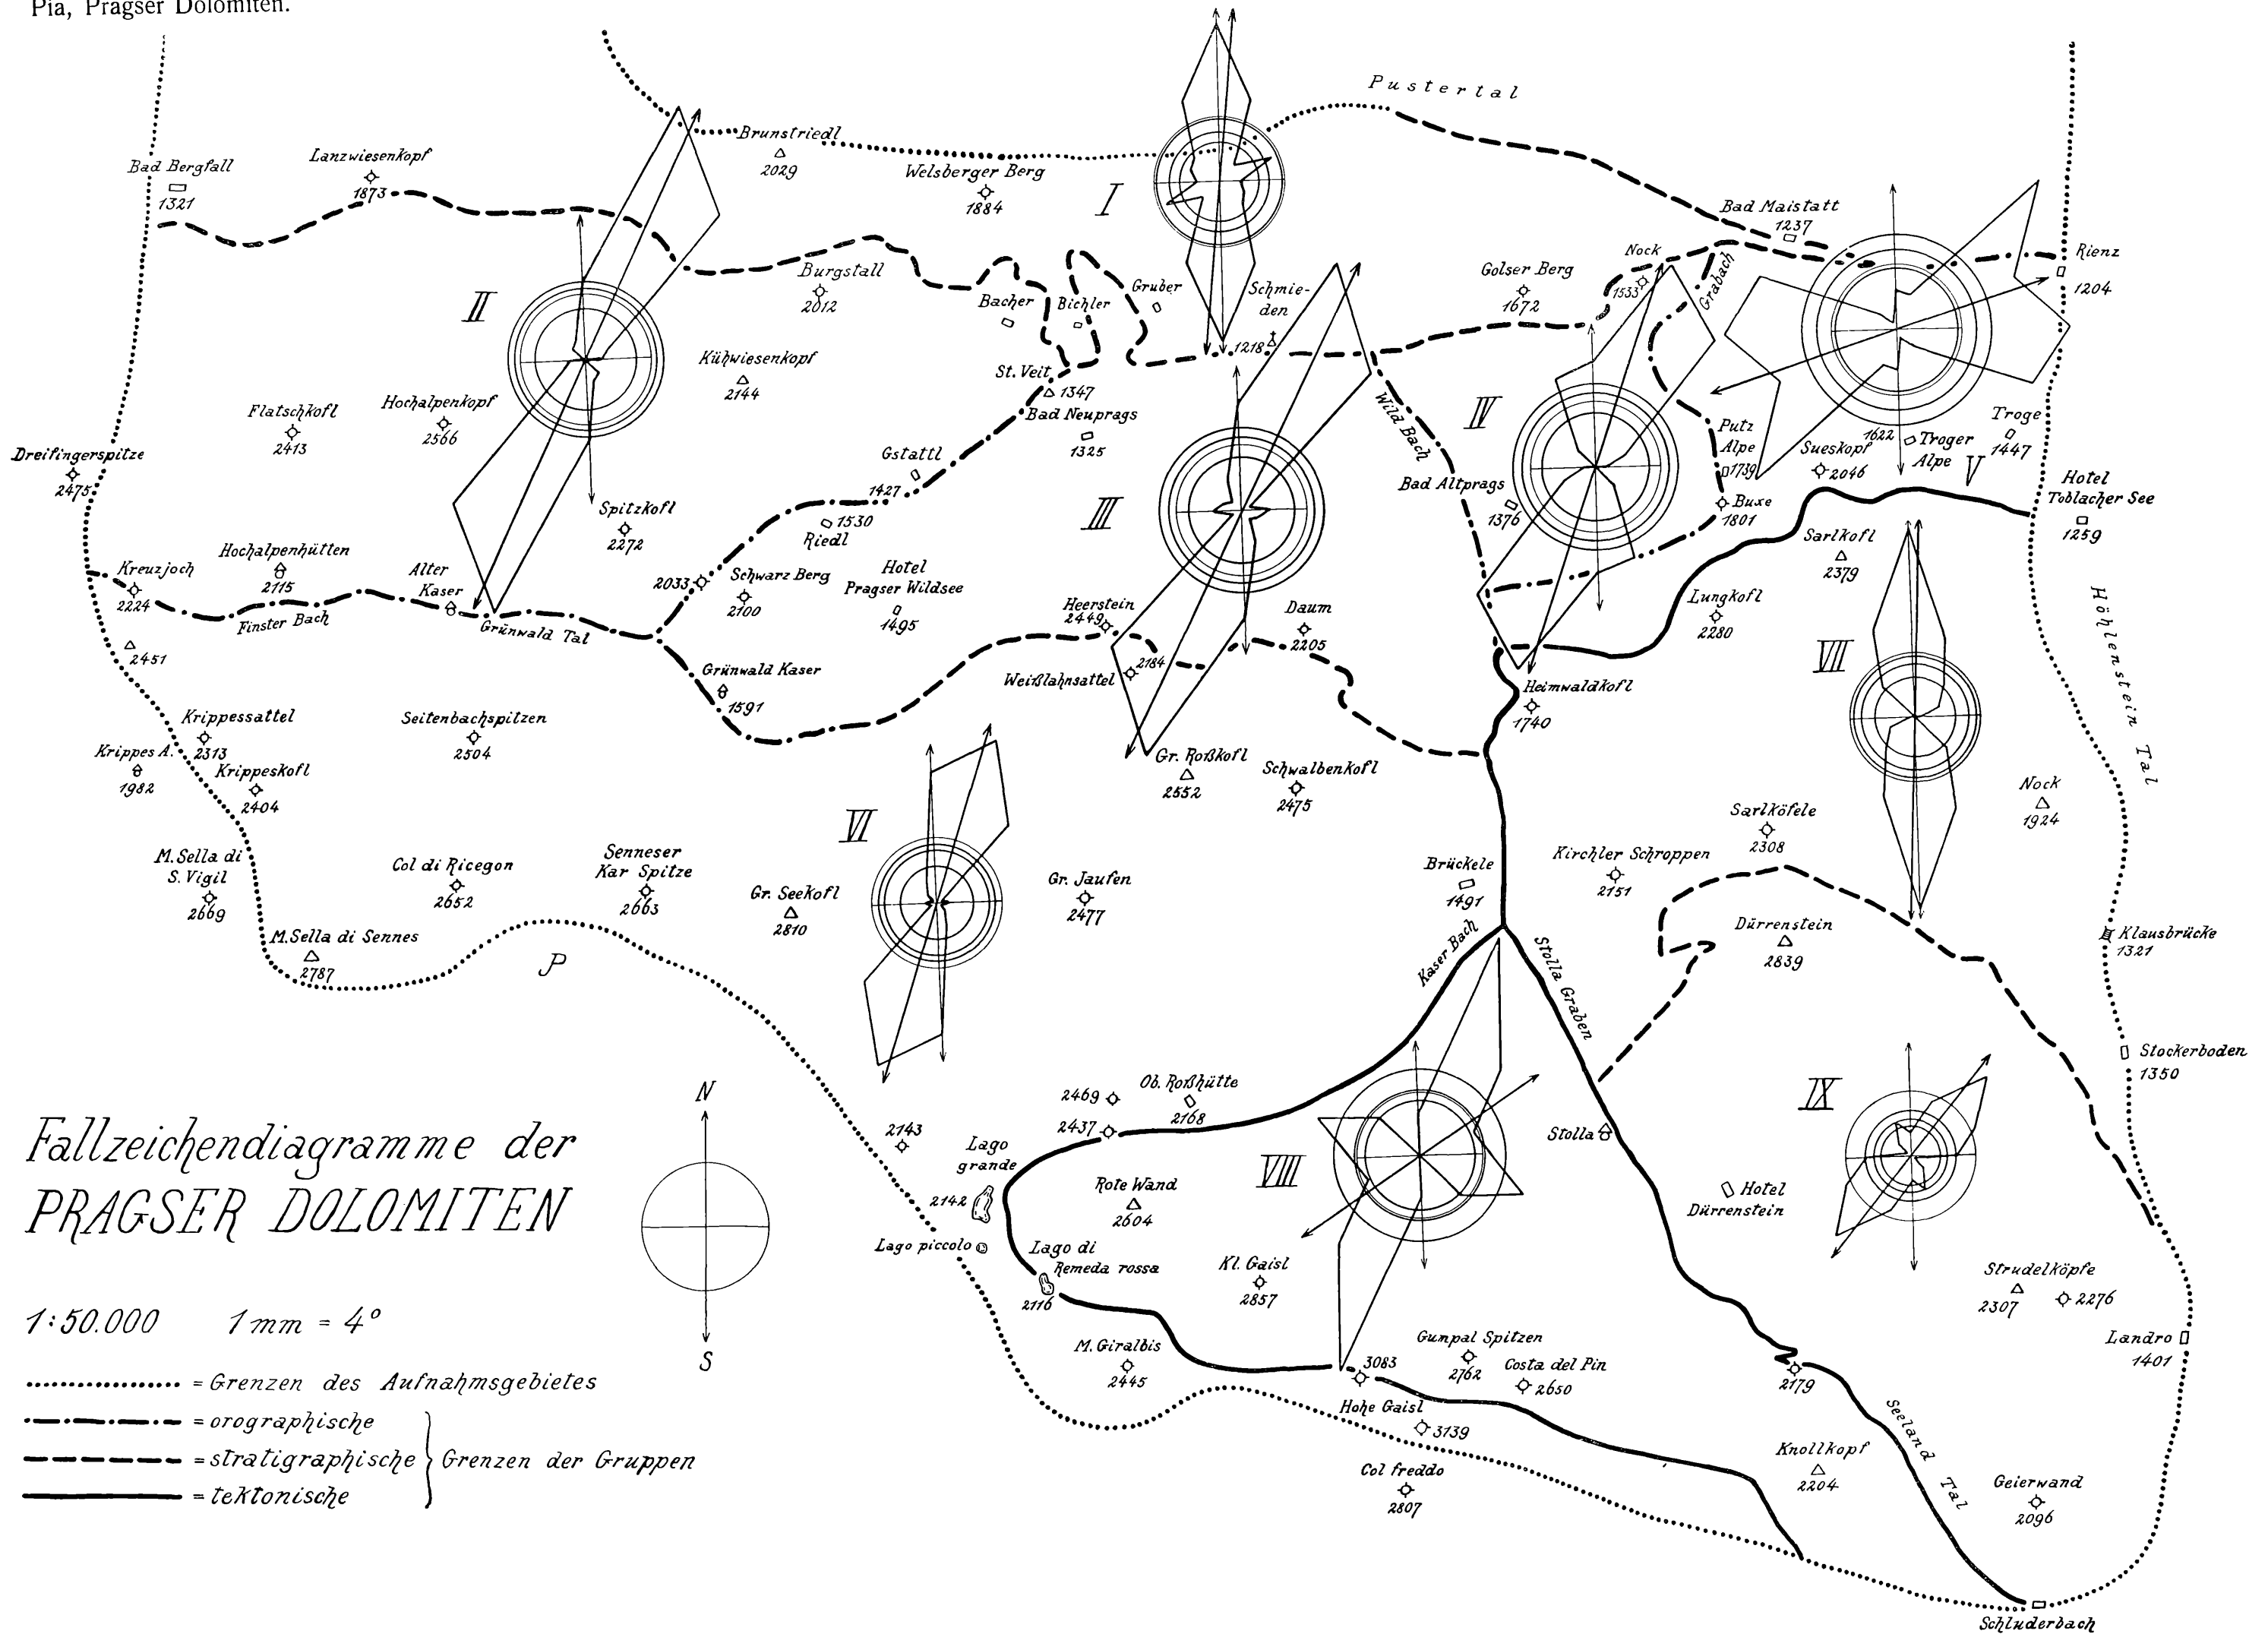 Pia, Pragser Dolomiten.
Pustertal
Brunstriedl
2029
Bad Bergfall
1321
Lanzwiesenkopf
1873
Welsberger Berg
1884
I
Bad Maistatt
1237
Nock
1533
Grabach
Rienz
1204
Burgstall
2012
II
Bacher
Bichler
Gruber
Schmie-
den
1218
Golser Berg
1672
Kühwiesenkopf
2144
St. Veit
1347
Bad Neuprags
1325
Wild Bach
IV
Flatschkofl
2413
Hochalpenkopf
2566
Dreifingerspitze
2475
Gstattl
1427
III
Bad Altprags
1376
Putz
Alpe
1739
Sueskopf
2046
1622
Troger
Alpe
V
Troge
1447
Hotel
Toblacher See
1259
Buxe
1801
Spitzkofl
2272
1530
Riedl
Sarlkofl
2379
Kreuzjoch
2224
Hochalpenhütten
2115
Alter
Kaser
Finster Bach
Grünwald Tal
2033
Schwarz Berg
2100
Hotel
Pragser Wildsee
1495
Heerstein
2449
Daum
2205
Lungkofl
2280
Höhlenstein Tal
2451
Grünwald Kaser
1591
Weißlahnsattel
2184
Heimwaldkofl
1740
VII
Krippessattel
2313
Seitenbachspitzen
2504
Krippes A.
1982
Krippeskofl
2404
Gr. Roßkofl
2552
Schwalbenkofl
2475
Nock
1924
VI
Sarlköfele
2308
M. Sella di
S. Vigil
2669
Col di Ricegon
2652
Senneser
Kar Spitze
2663
Gr. Seekofl
2810
Gr. Jaufen
2477
Brückele
1491
Kirchler Schroppen
2151
Dürrenstein
2839
Klausbrücke
1321
M. Sella di Sennes
2787
P
Kaser Bach
Stolla Graben
Stockerboden
1350
N
2469
2437
Ob. Roßhütte
2168
IX
Fallzeichendiagramme der
PRAGSER DOLOMITEN
2143
Lago
grande
2142
Stolla
VIII
Rote Wand
2604
Hotel
Dürrenstein
Lago piccolo
Lago di
Remeda rossa
2116
Kl. Gaisl
2857
Strudelköpfe
2307
2276
1:50.000 1 mm = 4°
S
M. Giralbis
2445
3083
Gumpal Spitzen
2762
Costa del Pin
2650
2179
Landro
1401
= Grenzen des Aufnahmsgebietes
= orographische
= stratigraphische
= tektonische
Grenzen der Gruppen
Hohe Gaisl
3139
Seeland Tal
Col freddo
2807
Knollkopf
2204
Geierwand
2096
Schluderbach